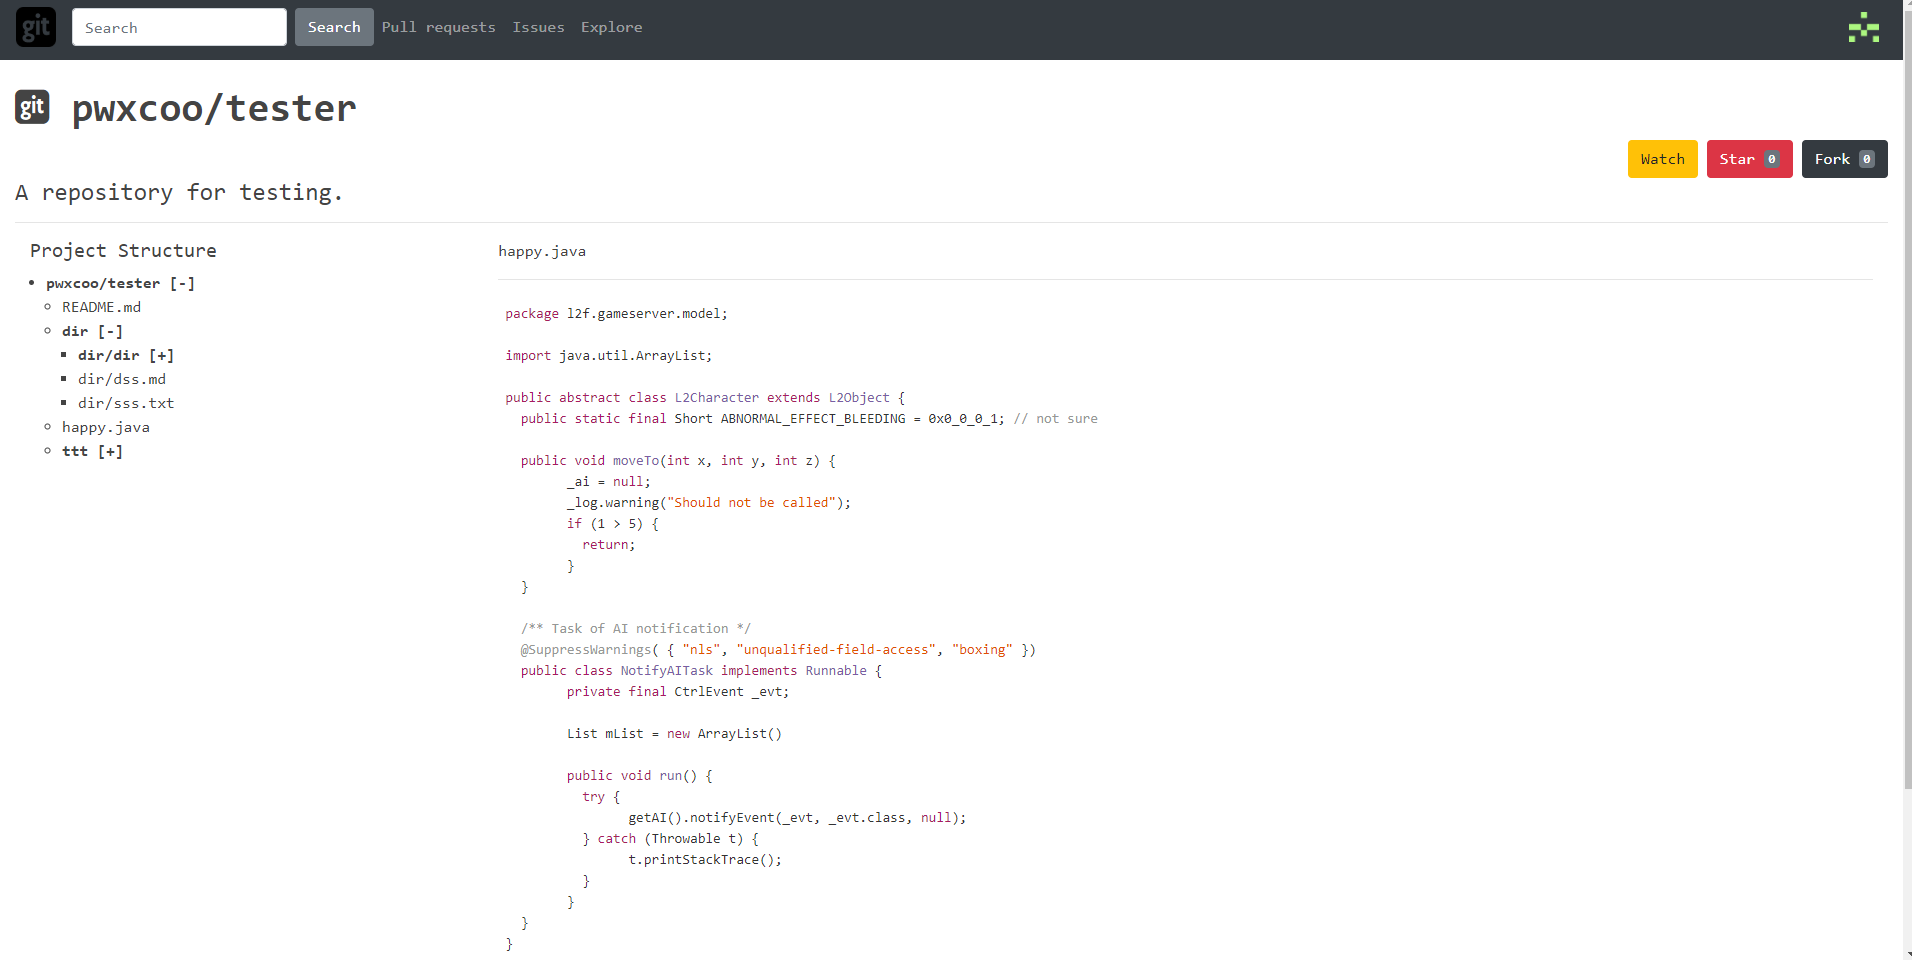 git Search Search Pull requests Issues Explore
git pwxcoo/tester
Watch Star 0 Fork 0
A repository for testing.
Project Structure
pwxcoo/tester [-]
README.md
dir [-]
dir/dir [+]
dir/dss.md
dir/sss.txt
happy.java
ttt [+]
happy.java
package l2f.gameserver.model;
import java.util.ArrayList;
public abstract class L2Character extends L2Object {
public static final Short ABNORMAL_EFFECT_BLEEDING = 0x0_0_0_1; // not sure
public void moveTo(int x, int y, int z) {
_ai = null;
_log.warning("Should not be called");
if (1 > 5) {
return;
}
}
/** Task of AI notification */
@SuppressWarnings( { "nls", "unqualified-field-access", "boxing" })
public class NotifyAITask implements Runnable {
private final CtrlEvent _evt;
List mList = new ArrayList()
public void run() {
try {
getAI().notifyEvent(_evt, _evt.class, null);
} catch (Throwable t) {
t.printStackTrace();
}
}
}
}